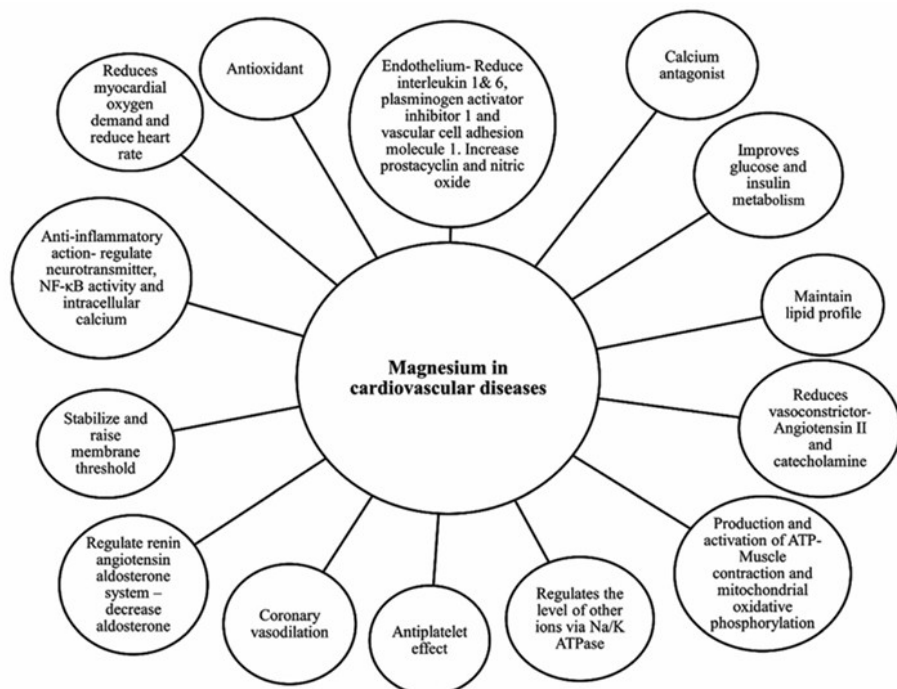 Reduces
myocardial
oxygen
demand and
reduce heart
rate
Antioxidant
Endothelium- Reduce
interleukin 1& 6,
plasminogen activator
inhibitor 1 and
vascular cell adhesion
molecule 1. Increase
prostacyclin and nitric
oxide
Calcium
antagonist
Improves
glucose and
insulin
metabolism
Anti-inflammatory
action- regulate
neurotransmitter,
NF-κB activity and
intracellular
calcium
Maintain
lipid profile
Magnesium in
cardiovascular diseases
Stabilize and
raise
membrane
threshold
Reduces
vasoconstrictor-
Angiotensin II
and
catecholamine
Regulate renin
angiotensin
aldosterone
system –
decrease
aldosterone
Coronary
vasodilation
Antiplatelet
effect
Regulates the
level of other
ions via Na/K
ATPase
Production and
activation of ATP-
Muscle
contraction and
mitochondrial
oxidative
phosphorylation